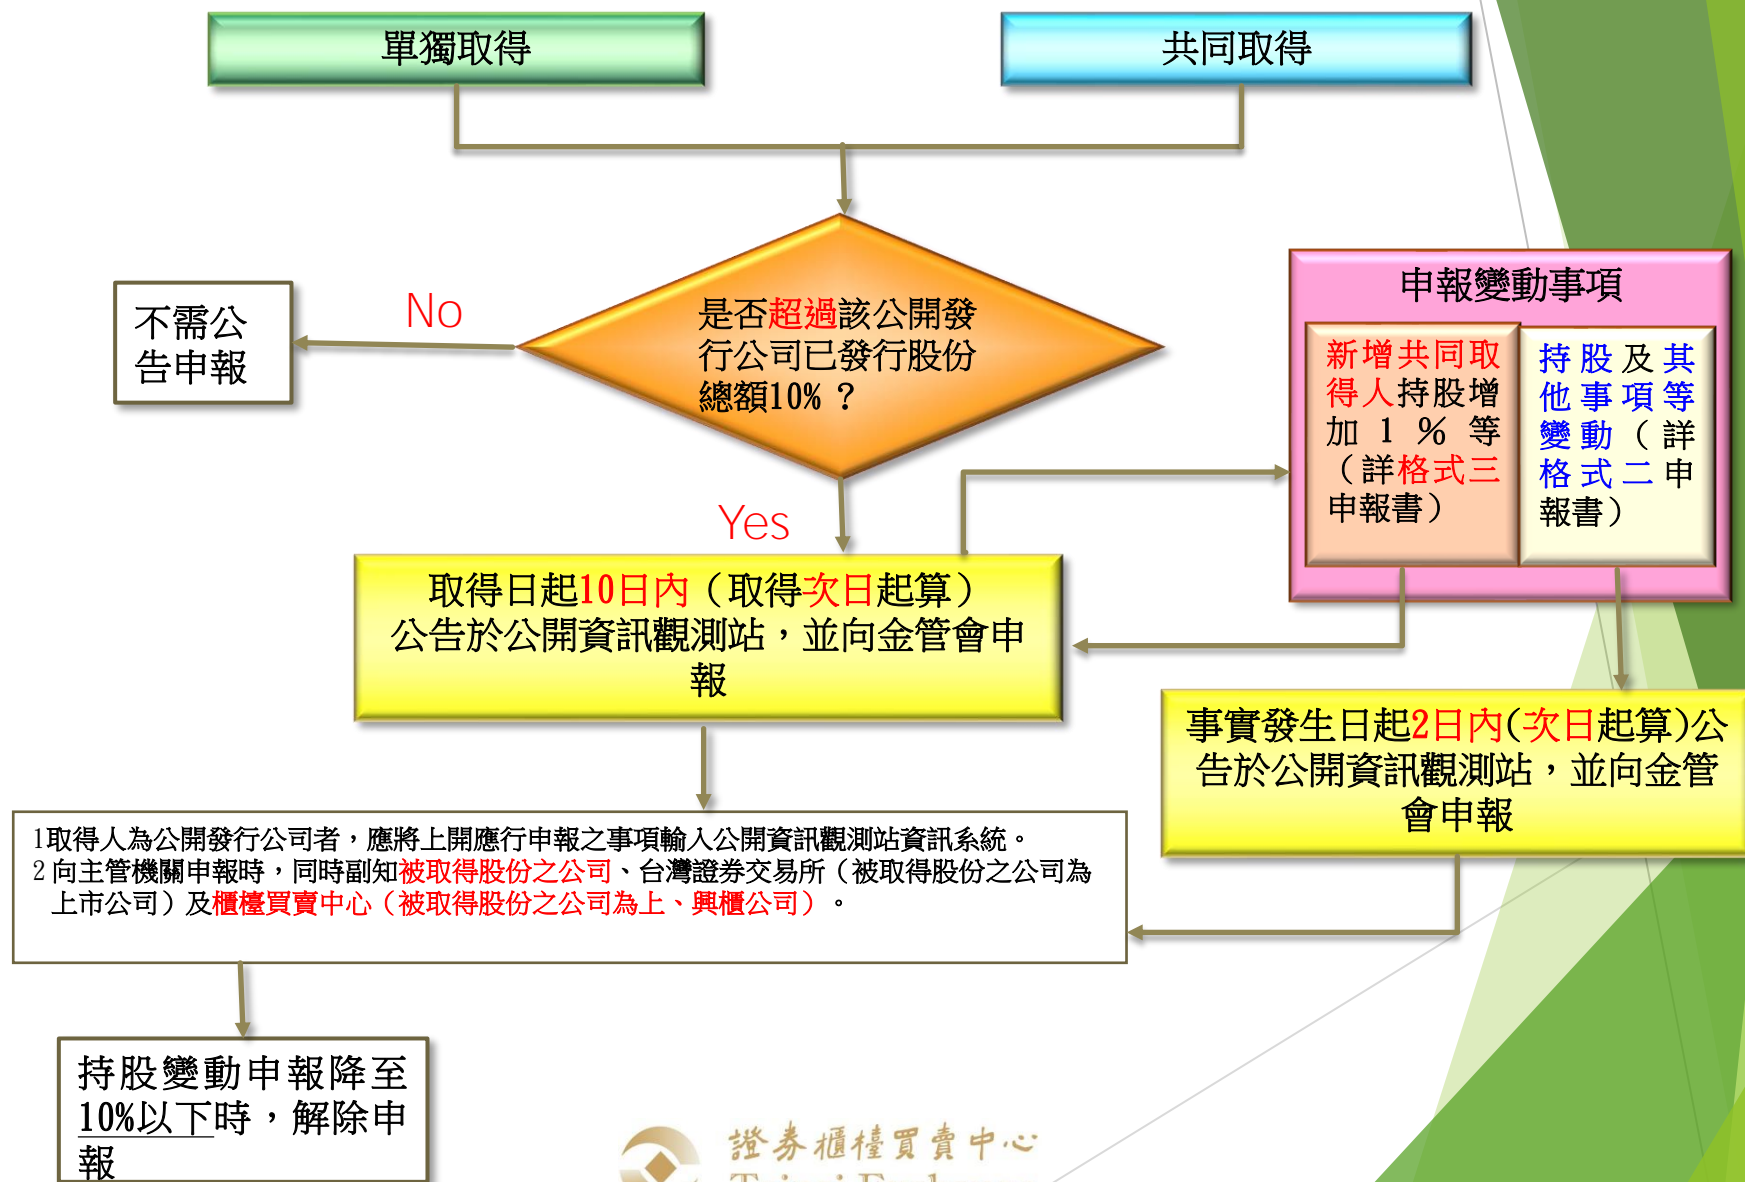 單獨取得
共同取得
是否超過該公開發
行公司已發行股份
總額10%？
No
不需公
告申報
Yes
申報變動事項
新增共同取
得人持股增
加1%等
（詳格式三
申報書）
持股及其
他事項等
變動（詳
格式二申
報書）
取得日起10日內（取得次日起算）
公告於公開資訊觀測站，並向金管會申
報
事實發生日起2日內(次日起算)公
告於公開資訊觀測站，並向金管
會申報
1取得人為公開發行公司者，應將上開應行申報之事項輸入公開資訊觀測站資訊系統。
2向主管機關申報時，同時副知被取得股份之公司、台灣證券交易所（被取得股份之公司為
上市公司）及櫃檯買賣中心（被取得股份之公司為上、興櫃公司）。
持股變動申報降至
10%以下時，解除申
報
證券櫃檯買賣中心